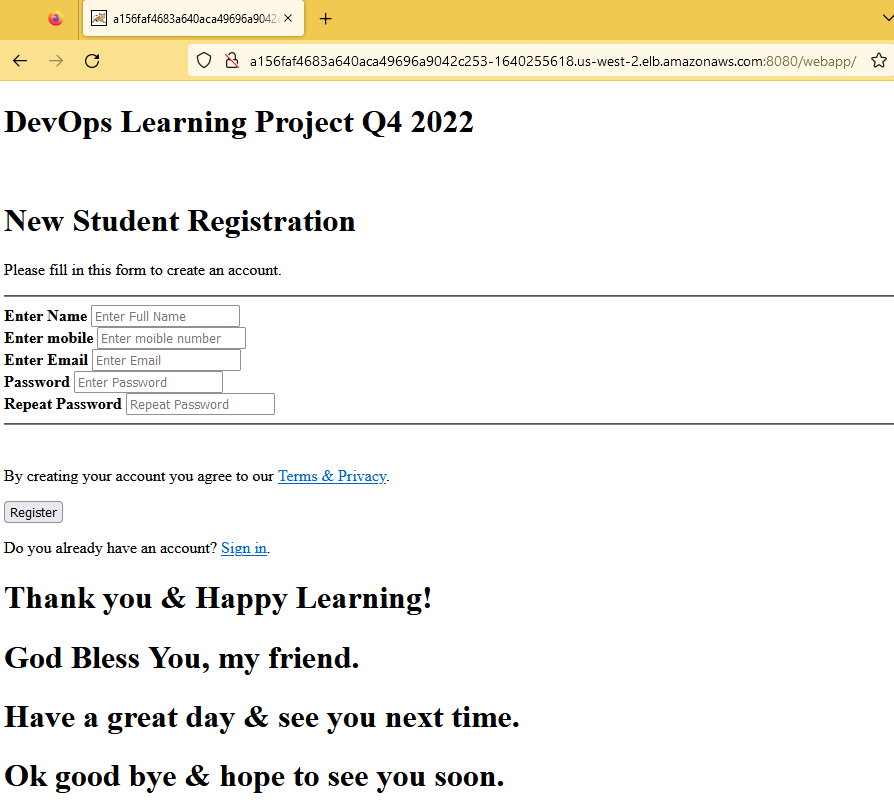 a156faf4683a640aca49696a9042c
a156faf4683a640aca49696a9042c253-1640255618.us-west-2.elb.amazonaws.com:8080/webapp/
DevOps Learning Project Q4 2022
New Student Registration
Please fill in this form to create an account.
Enter Name Enter Full Name
Enter mobile Enter moible number
Enter Email Enter Email
Password Enter Password
Repeat Password Repeat Password
By creating your account you agree to our Terms & Privacy.
Register
Do you already have an account? Sign in.
Thank you & Happy Learning!
God Bless You, my friend.
Have a great day & see you next time.
Ok good bye & hope to see you soon.